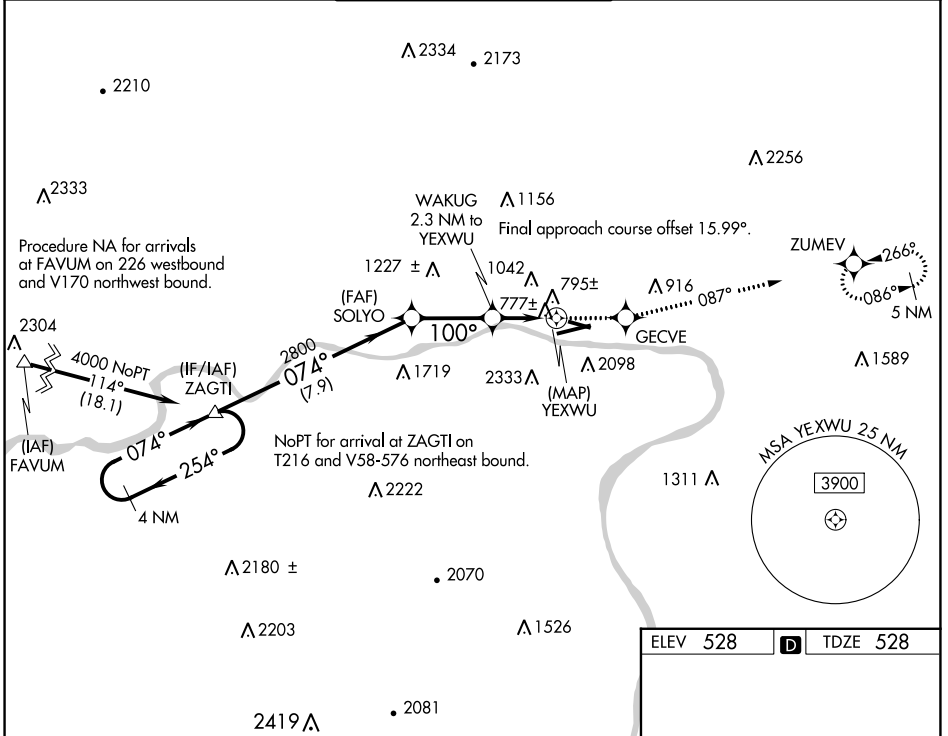 2334
2173
2210
2256
2333
WAKUG
2.3 NM to
YEXWU
1156
Final approach course offset 15.99°.
Procedure NA for arrivals
at FAVUM on 226 westbound
and V170 northwest bound.
ZUMEV
266°
086°
5 NM
1227 ±
1042
795±
777±
916
087°
(FAF)
SOLYO
100°
GECVE
2304
4000 NoPT
114°
(18.1)
(IF/IAF)
ZAGTI
2800
074°
(7.9)
1719
2333
2098
1589
(MAP)
YEXWU
(IAF)
FAVUM
074°
254°
4 NM
NoPT for arrival at ZAGTI on
T216 and V58-576 northeast bound.
2222
1311
MSA YEXWU 25 NM
3900
2180 ±
2070
2203
1526
2419
2081
ELEV 528 D TDZE 528